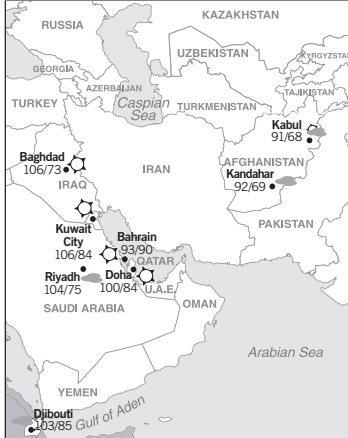 RUSSIA
KAZAKHSTAN
UZBEKISTAN
KYRGYZSTAN
GEORGIA
AZERBAIJAN
TAJIKISTAN
TURKEY
Caspian
Sea
TURKMENISTAN
Kabul
91/68
Baghdad
106/73
IRAN
AFGHANISTAN
Kandahar
92/69
IRAQ
PAKISTAN
Kuwait
City
106/84
Bahrain
93/90
QATAR
Riyadh
104/75
Doha
100/84
U.A.E.
SAUDI ARABIA
OMAN
Arabian Sea
YEMEN
Djibouti
103/85
Gulf of Aden